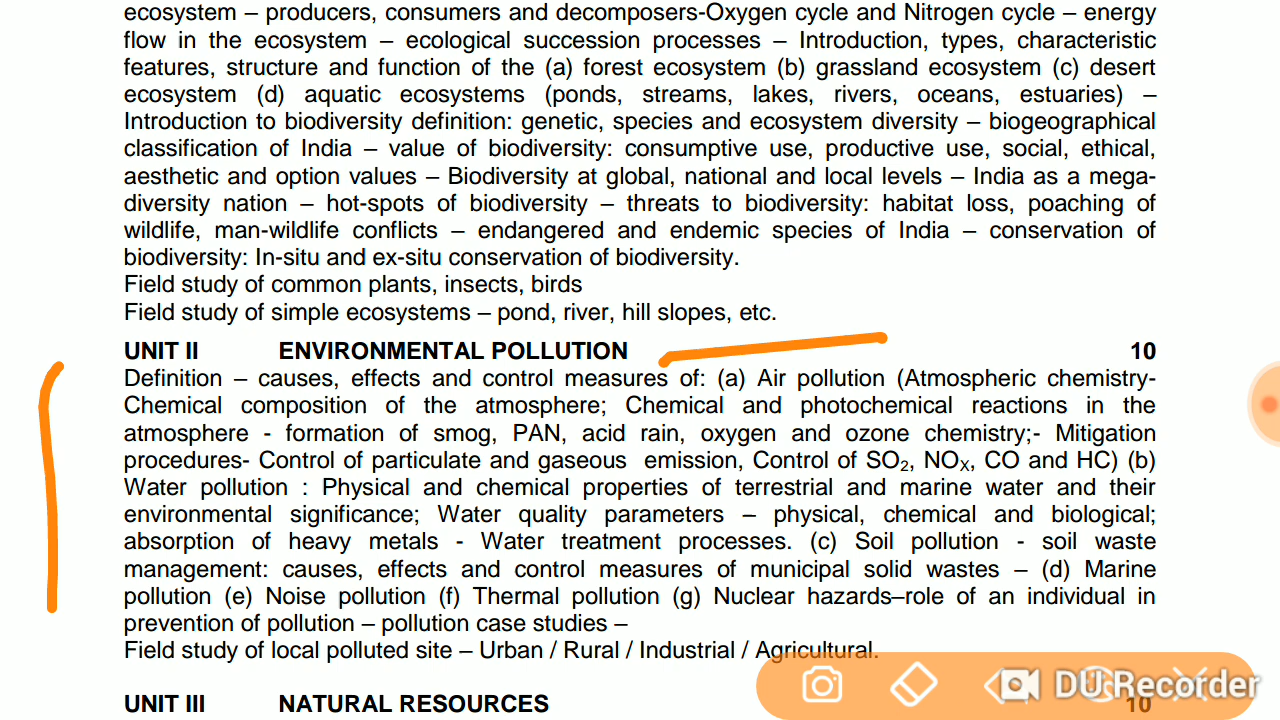 ecosystem – producers, consumers and decomposers-Oxygen cycle and Nitrogen cycle – energy
flow in the ecosystem – ecological succession processes – Introduction, types, characteristic
features, structure and function of the (a) forest ecosystem (b) grassland ecosystem (c) desert
ecosystem (d) aquatic ecosystems (ponds, streams, lakes, rivers, oceans, estuaries) –
Introduction to biodiversity definition: genetic, species and ecosystem diversity – biogeographical
classification of India – value of biodiversity: consumptive use, productive use, social, ethical,
aesthetic and option values – Biodiversity at global, national and local levels – India as a mega-
diversity nation – hot-spots of biodiversity – threats to biodiversity: habitat loss, poaching of
wildlife, man-wildlife conflicts – endangered and endemic species of India – conservation of
biodiversity: In-situ and ex-situ conservation of biodiversity.
Field study of common plants, insects, birds
Field study of simple ecosystems – pond, river, hill slopes, etc.
UNIT II ENVIRONMENTAL POLLUTION 10
Definition – causes, effects and control measures of: (a) Air pollution (Atmospheric chemistry-
Chemical composition of the atmosphere; Chemical and photochemical reactions in the
atmosphere - formation of smog, PAN, acid rain, oxygen and ozone chemistry;- Mitigation
procedures- Control of particulate and gaseous emission, Control of SO₂, NOₓ, CO and HC) (b)
Water pollution : Physical and chemical properties of terrestrial and marine water and their
environmental significance; Water quality parameters – physical, chemical and biological;
absorption of heavy metals - Water treatment processes. (c) Soil pollution - soil waste
management: causes, effects and control measures of municipal solid wastes – (d) Marine
pollution (e) Noise pollution (f) Thermal pollution (g) Nuclear hazards–role of an individual in
prevention of pollution – pollution case studies –
Field study of local polluted site – Urban / Rural / Industrial / Agricultural.
DU Recorder
UNIT III NATURAL RESOURCES 10